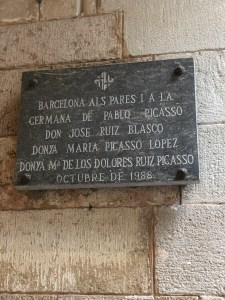 BARCELONA ALS PARES I A LA
GERMANA DE PABLO PICASSO
DON JOSE RUIZ BLASCO
DONYA MARIA PICASSO LOPEZ
DONYA Mª DE LOS DOLORES RUIZ PICASSO
OCTUBRE DE 1988